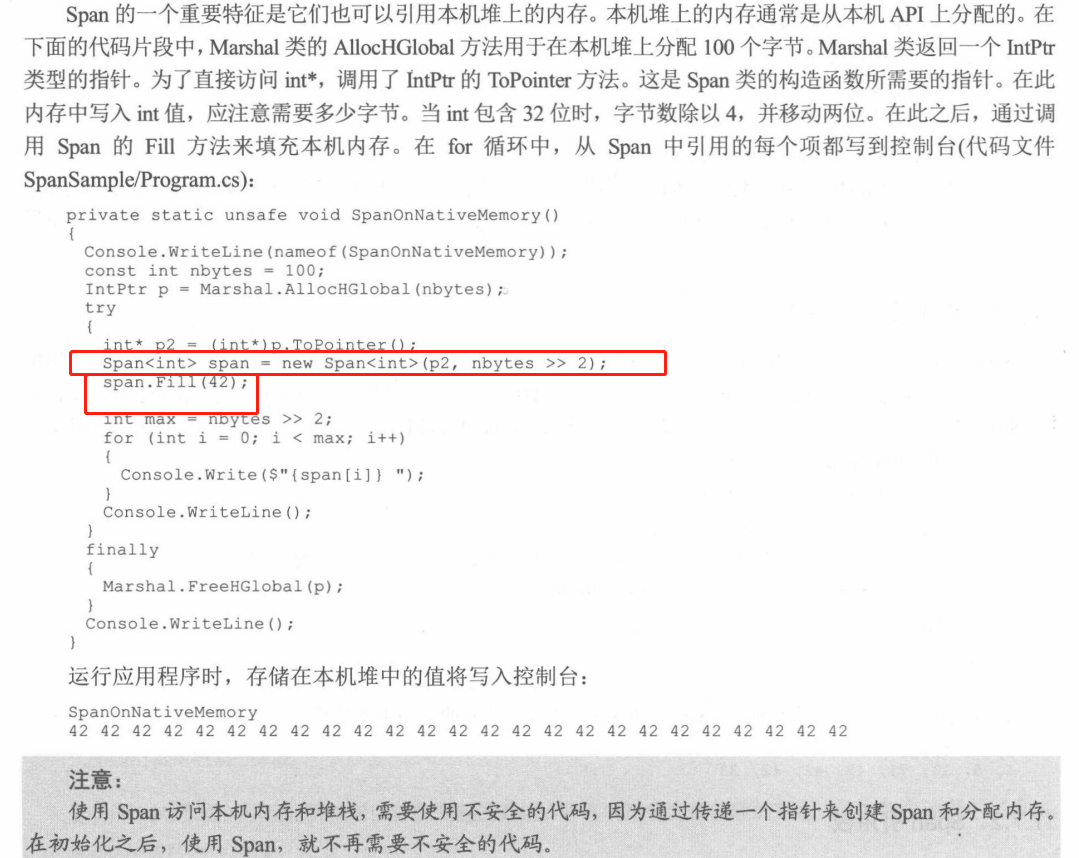 Span 的一个重要特征是它们也可以引用本机堆上的内存。本机堆上的内存通常是从本机 API 上分配的。在
下面的代码片段中，Marshal 类的 AllocHGlobal 方法用于在本机堆上分配 100 个字节。Marshal 类返回一个 IntPtr
类型的指针。为了直接访问 int*，调用了 IntPtr 的 ToPointer 方法。这是 Span 类的构造函数所需要的指针。在此
内存中写入 int 值，应注意需要多少字节。当 int 包含 32 位时，字节数除以 4，并移动两位。在此之后，通过调
用 Span 的 Fill 方法来填充本机内存。在 for 循环中，从 Span 中引用的每个项都写到控制台(代码文件
SpanSample/Program.cs)：
private static unsafe void SpanOnNativeMemory()
{
Console.WriteLine(nameof(SpanOnNativeMemory));
const int nbytes = 100;
IntPtr p = Marshal.AllocHGlobal(nbytes);
try
{
int* p2 = (int*)p.ToPointer();
Span<int> span = new Span<int>(p2, nbytes >> 2);
span.Fill(42);
int max = nbytes >> 2;
for (int i = 0; i < max; i++)
{
Console.Write($"{span[i]} ");
}
Console.WriteLine();
}
finally
{
Marshal.FreeHGlobal(p);
}
Console.WriteLine();
}
运行应用程序时，存储在本机堆中的值将写入控制台：
SpanOnNativeMemory
42 42 42 42 42 42 42 42 42 42 42 42 42 42 42 42 42 42 42 42 42 42 42 42 42
注意：
使用 Span 访问本机内存和堆栈，需要使用不安全的代码，因为通过传递一个指针来创建 Span 和分配内存。
在初始化之后，使用 Span，就不再需要不安全的代码。